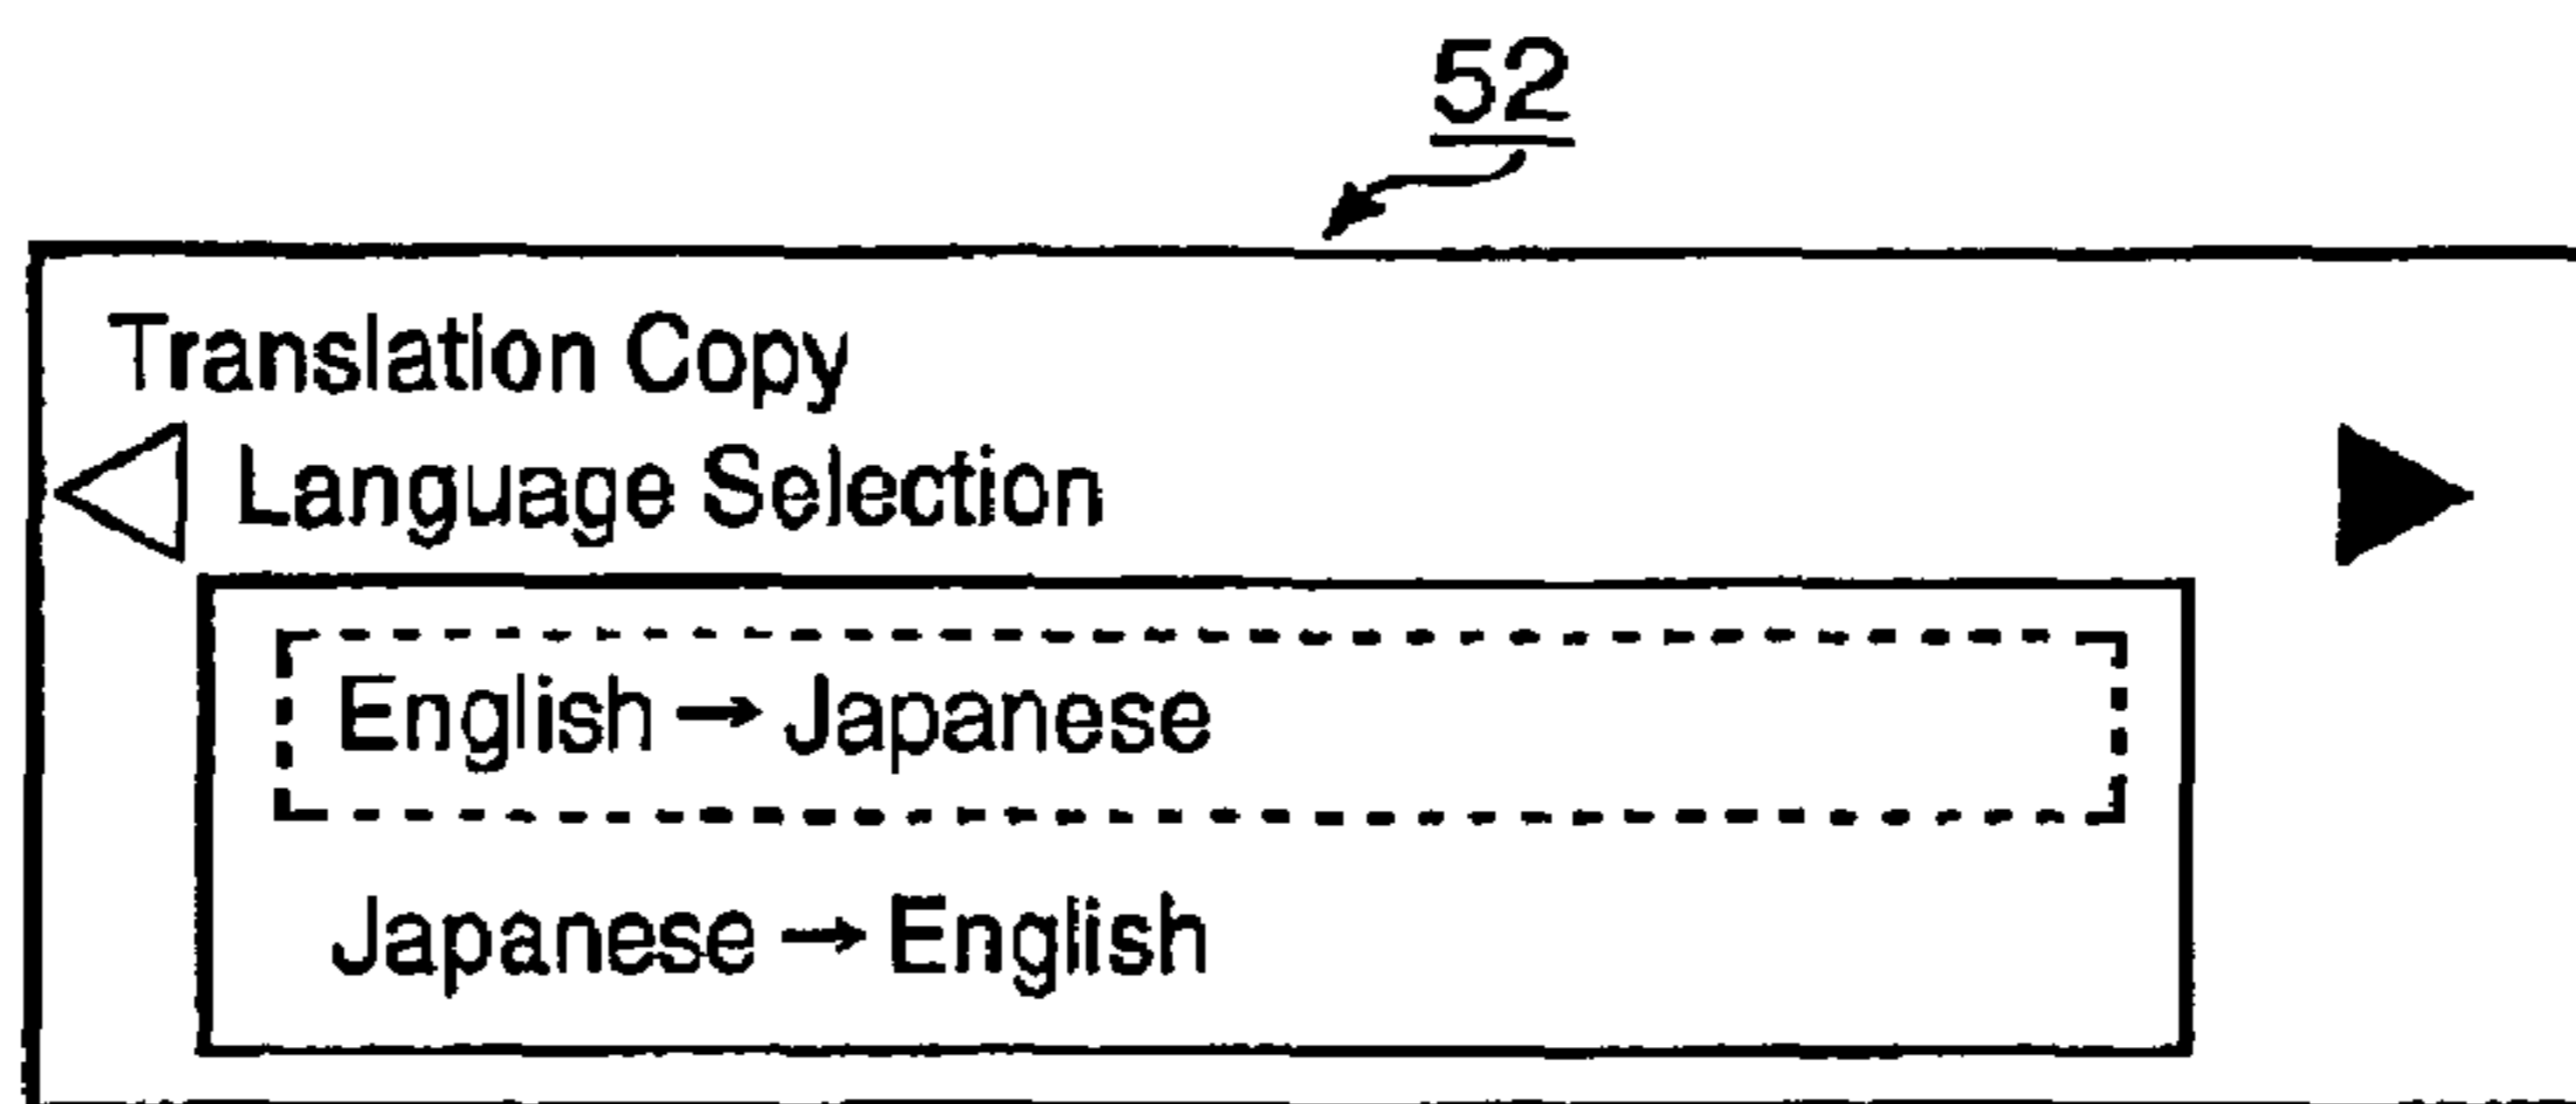 52
Translation Copy
Language Selection
English → Japanese
Japanese → English